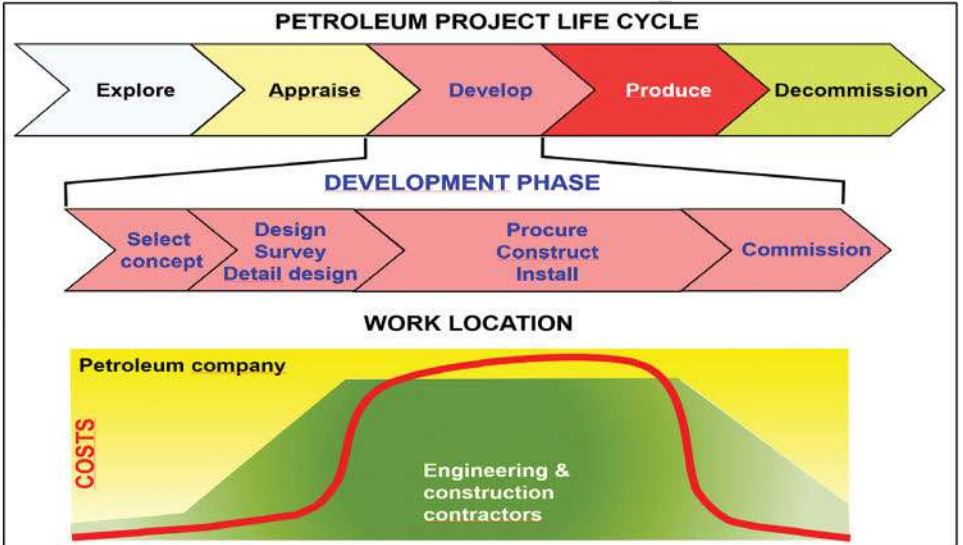 PETROLEUM PROJECT LIFE CYCLE
Explore
Appraise
Develop
Produce
Decommission
DEVELOPMENT PHASE
Select
concept
Design
Survey
Detail design
Procure
Construct
Install
Commission
WORK LOCATION
Petroleum company
COSTS
Engineering &
construction
contractors